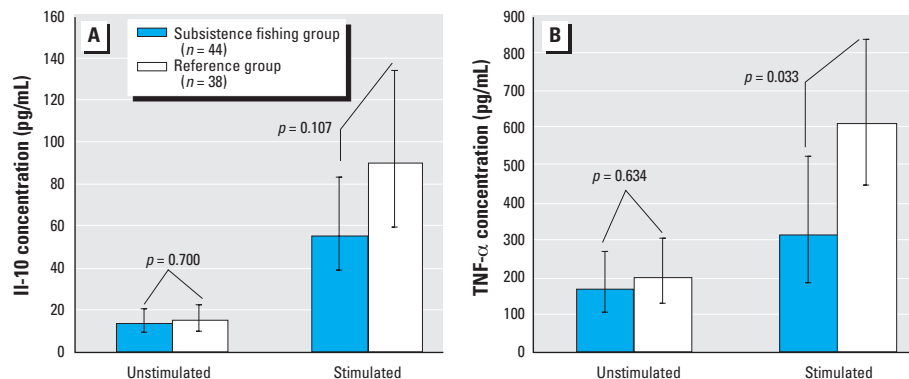 A
Subsistence fishing group
(n = 44)
Reference group
(n = 38)
Il-10 concentration (pg/mL)
160
140
120
100
80
60
40
20
0
p = 0.700
p = 0.107
Unstimulated
Stimulated
B
TNF-α concentration (pg/mL)
900
800
700
600
500
400
300
200
100
0
p = 0.634
p = 0.033
Unstimulated
Stimulated